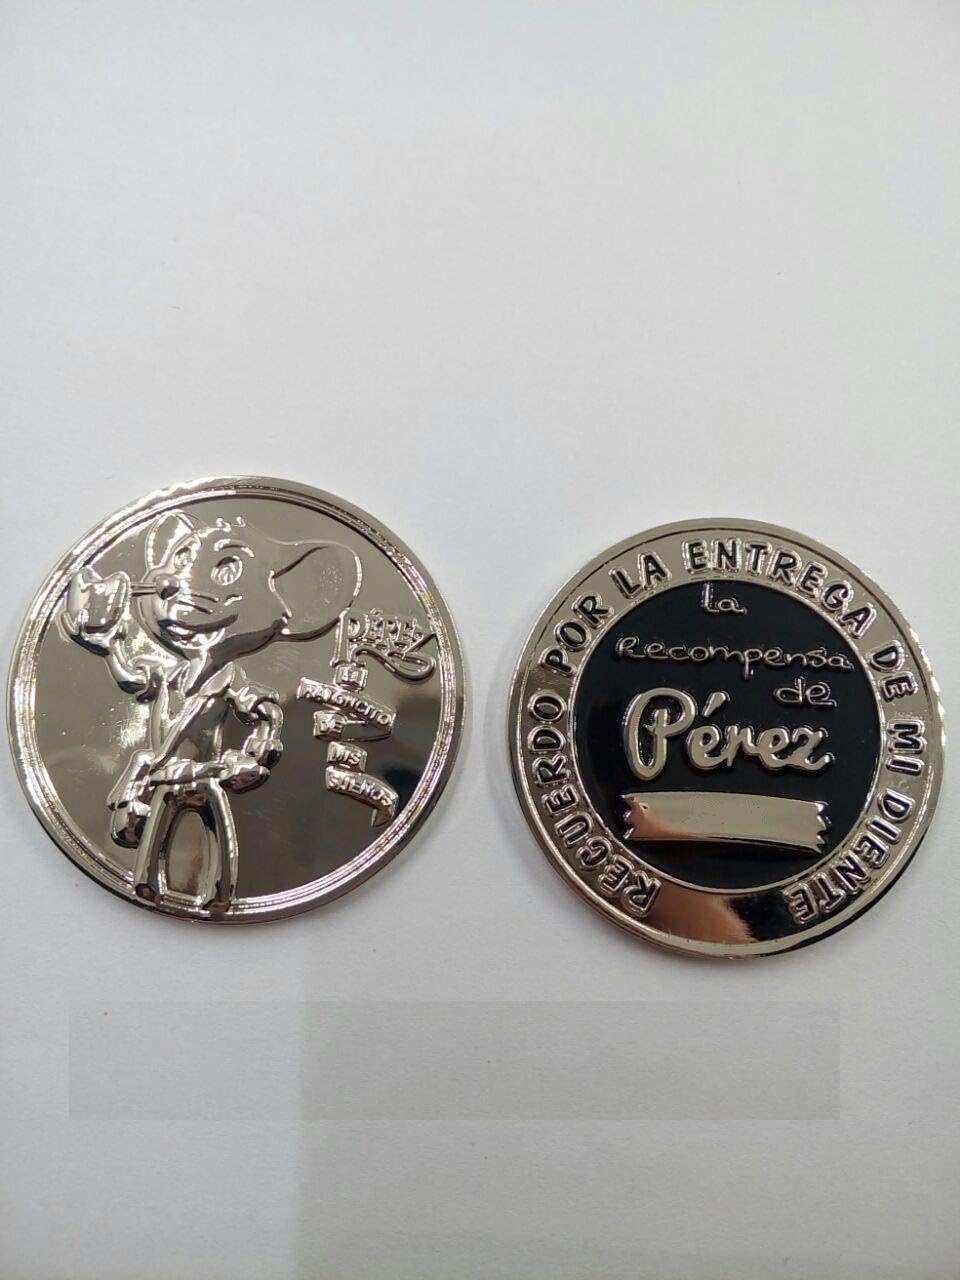 Pérez
EL
RATONCITO
DE
MIS
SUEÑOS
RECUERDO POR LA ENTREGA DE MI DIENTE
la
Recompensa
de
Pérez